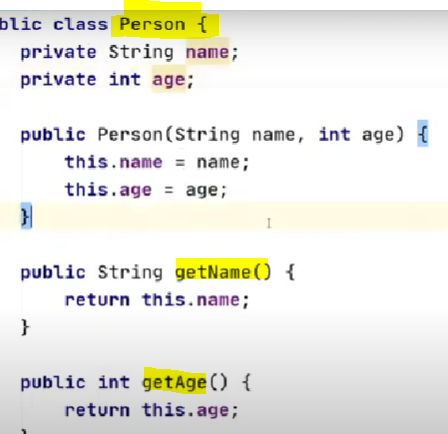 blic class Person {
private String name;
private int age;
public Person(String name, int age) {
this.name = name;
this.age = age;
}
public String getName() {
return this.name;
}
public int getAge() {
return this.age;
}